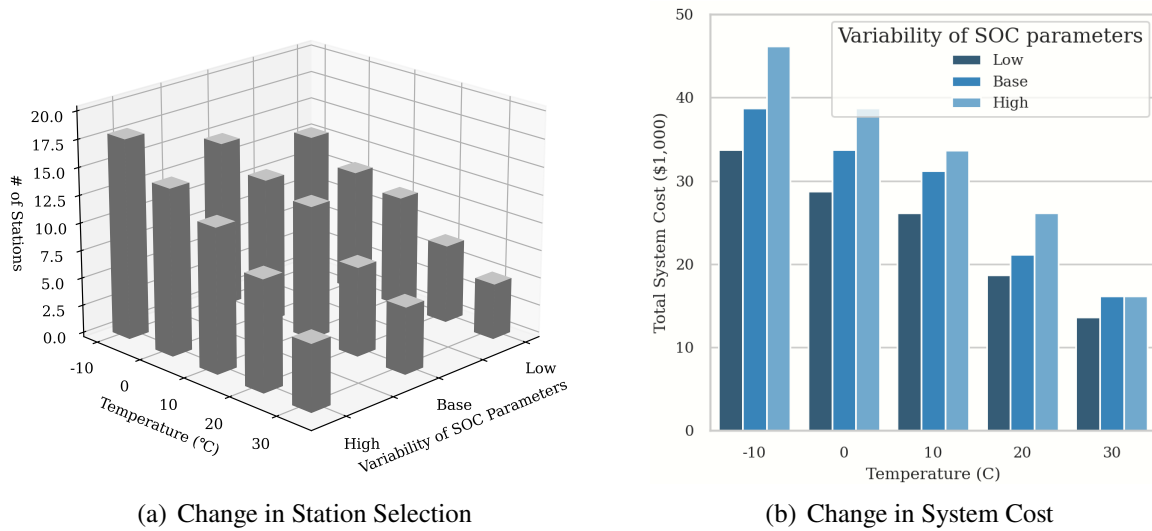 20.0
17.5
15.0
12.5
10.0
7.5
5.0
2.5
0.0
# of Stations
-10
0
10
20
30
Temperature (℃)
High
Base
Low
Variability of SOC Parameters
(a) Change in Station Selection
50
40
30
20
10
0
Total System Cost ($1,000)
Variability of SOC parameters
Low
Base
High
-10
0
10
20
30
Temperature (C)
(b) Change in System Cost